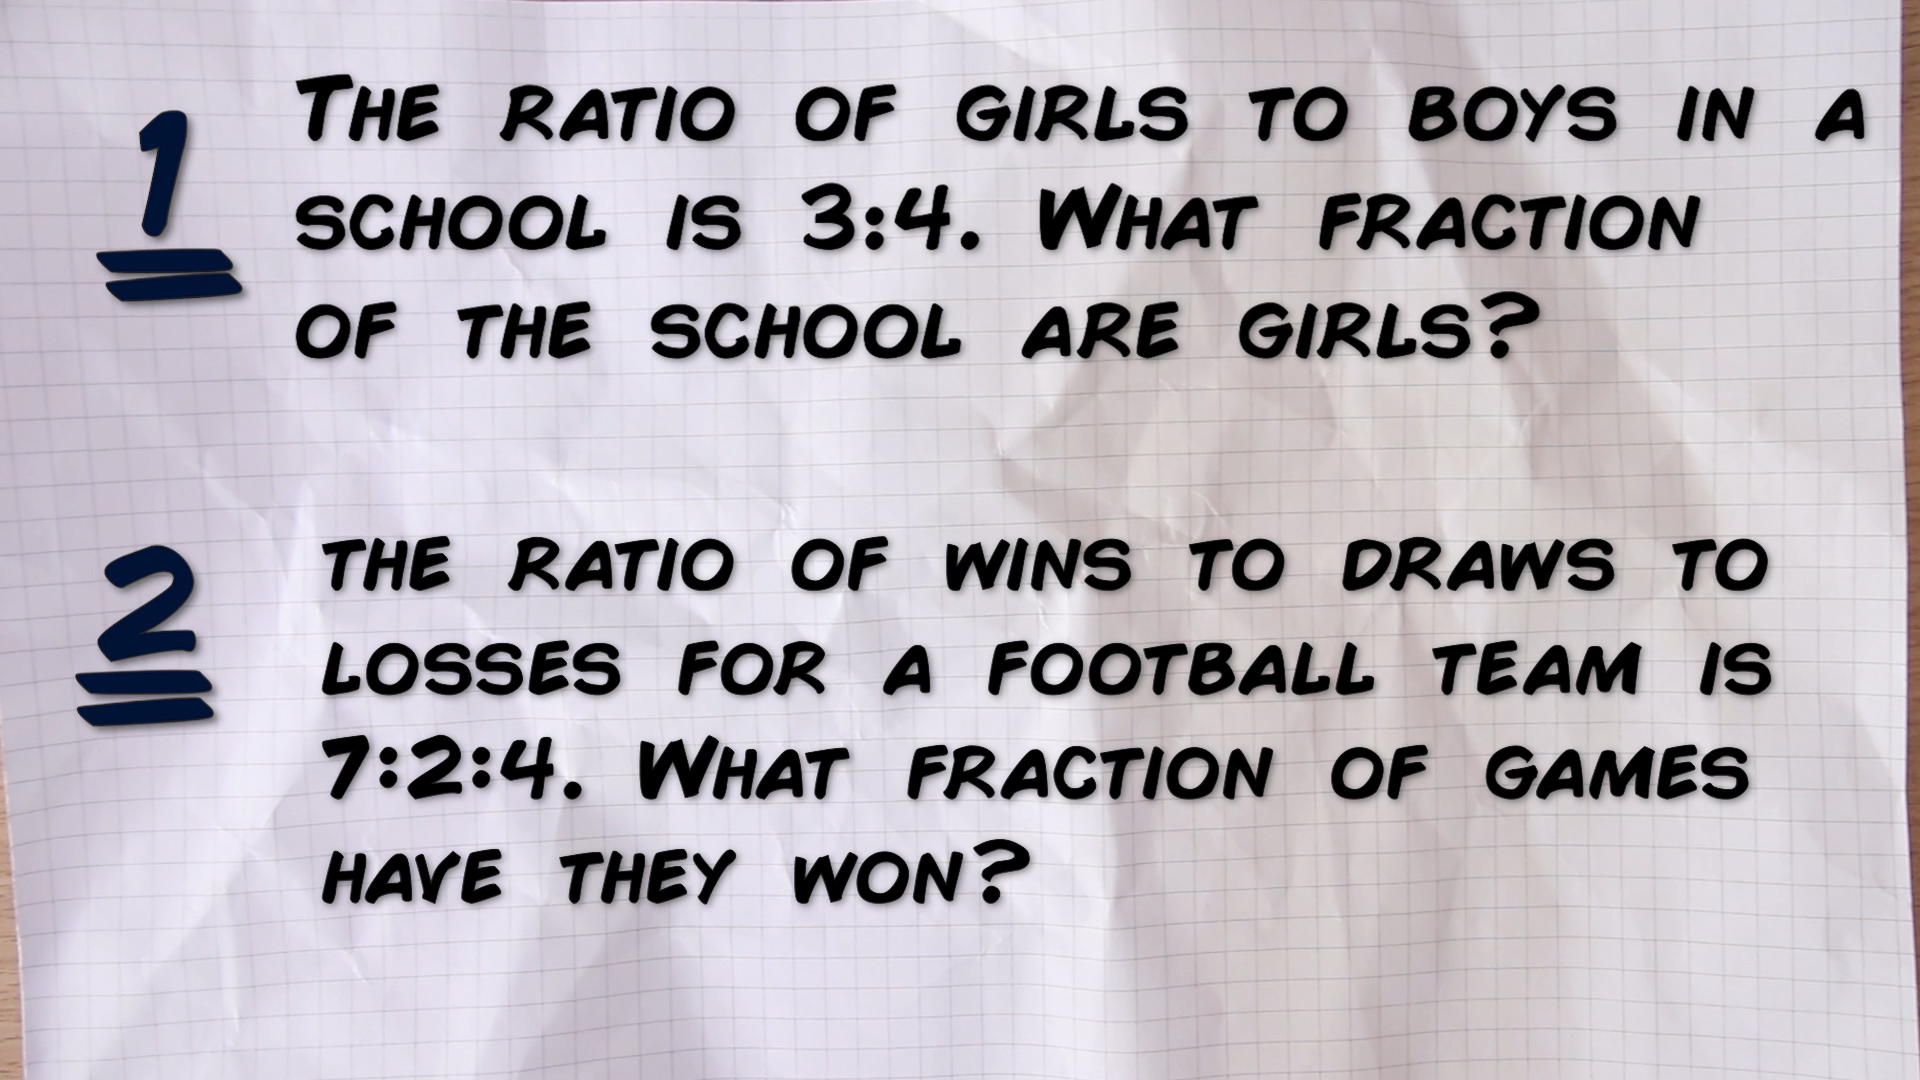 1
THE RATIO OF GIRLS TO BOYS IN A
SCHOOL IS 3:4. WHAT FRACTION
OF THE SCHOOL ARE GIRLS?
2
THE RATIO OF WINS TO DRAWS TO
LOSSES FOR A FOOTBALL TEAM IS
7:2:4. WHAT FRACTION OF GAMES
HAVE THEY WON?